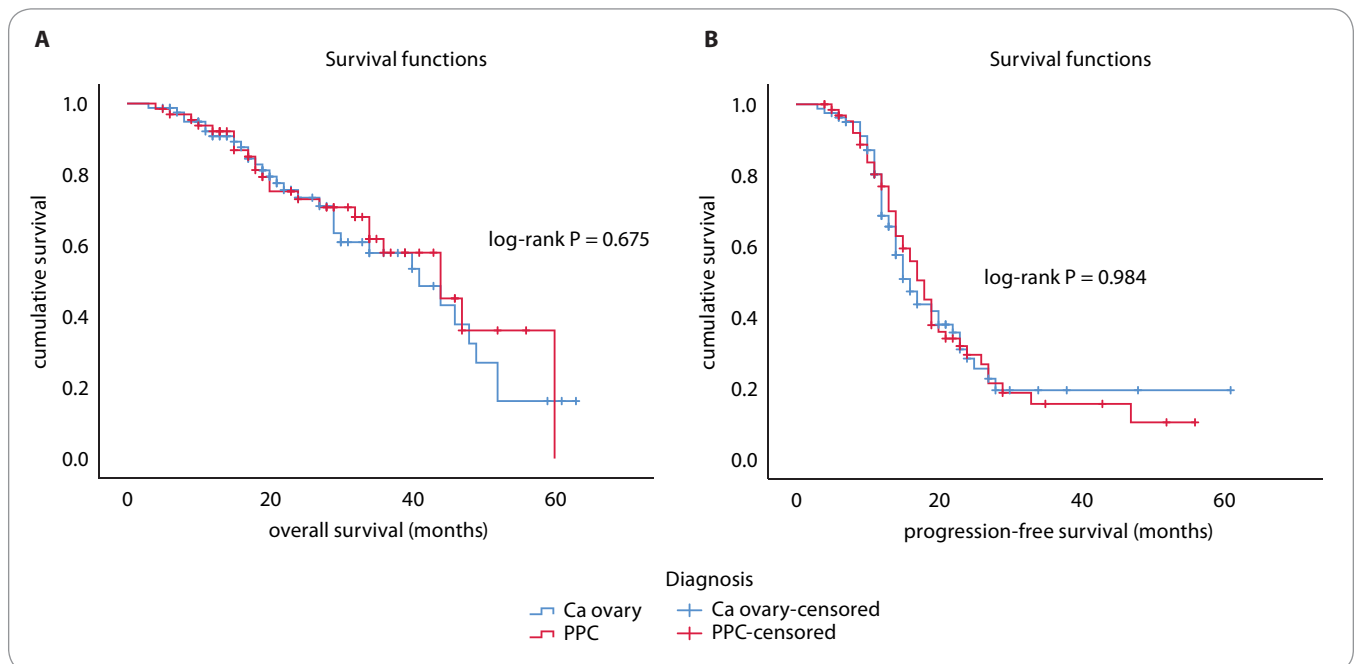 A
Survival functions
1.0
0.8
0.6
0.4
0.2
0.0
cumulative survival
log-rank P = 0.675
0 20 40 60
overall survival (months)
B
Survival functions
1.0
0.8
0.6
0.4
0.2
0.0
cumulative survival
log-rank P = 0.984
0 20 40 60
progression-free survival (months)
Diagnosis
Ca ovary Ca ovary-censored
PPC PPC-censored